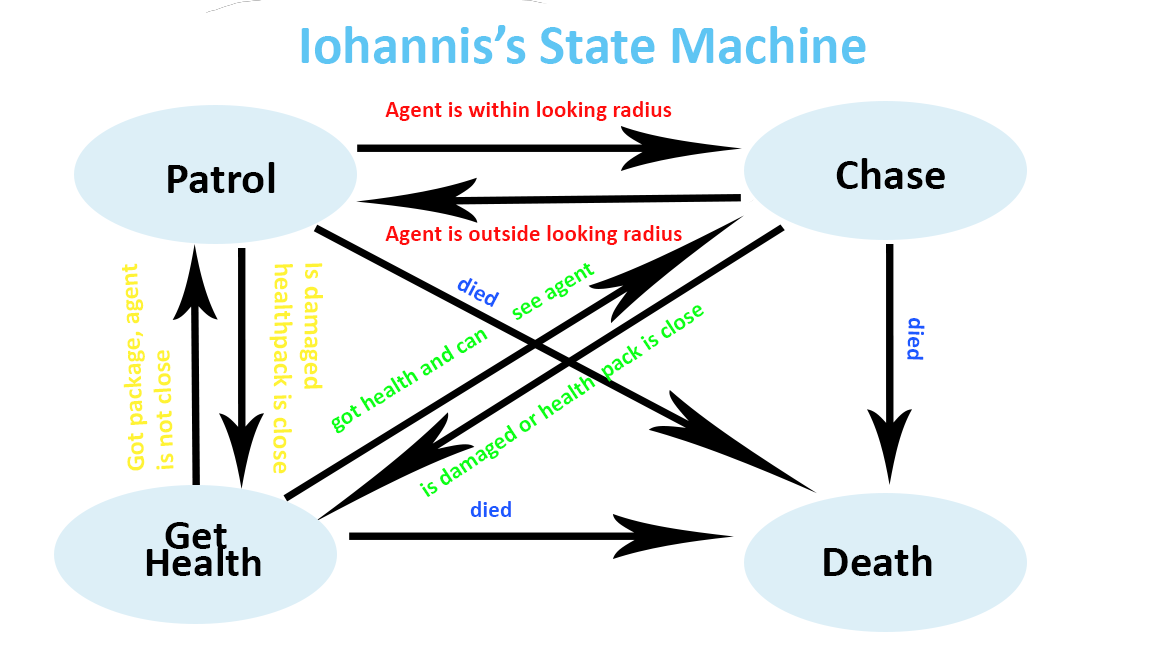 Iohannis’s State Machine
Agent is within looking radius
Patrol
Chase
Agent is outside looking radius
died
see agent
got health and can
Got package, agent
is not close
Is damaged
healthpack is close
is damaged or health pack is close
died
died
Get
Health
Death